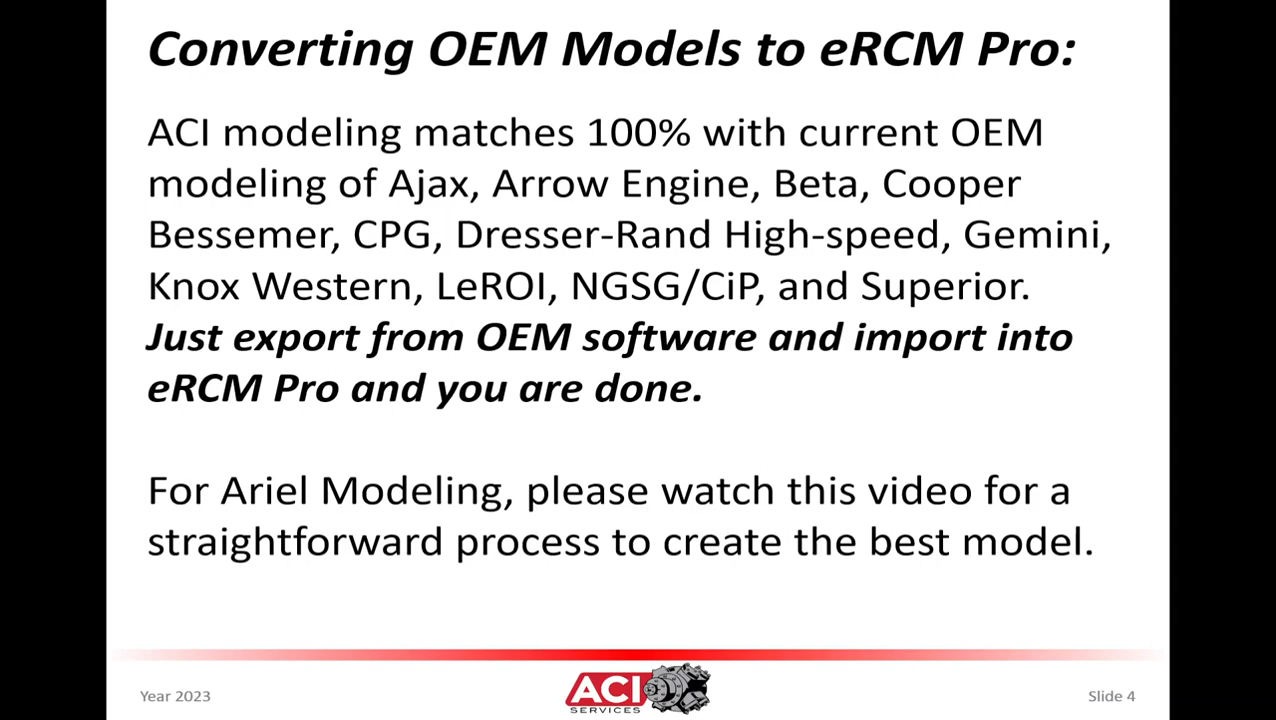 Converting OEM Models to eRCM Pro:
ACI modeling matches 100% with current OEM
modeling of Ajax, Arrow Engine, Beta, Cooper
Bessemer, CPG, Dresser-Rand High-speed, Gemini,
Knox Western, LeROI, NGSG/CiP, and Superior.
Just export from OEM software and import into
eRCM Pro and you are done.
For Ariel Modeling, please watch this video for a
straightforward process to create the best model.
Year 2023
ACI
SERVICES
Slide 4